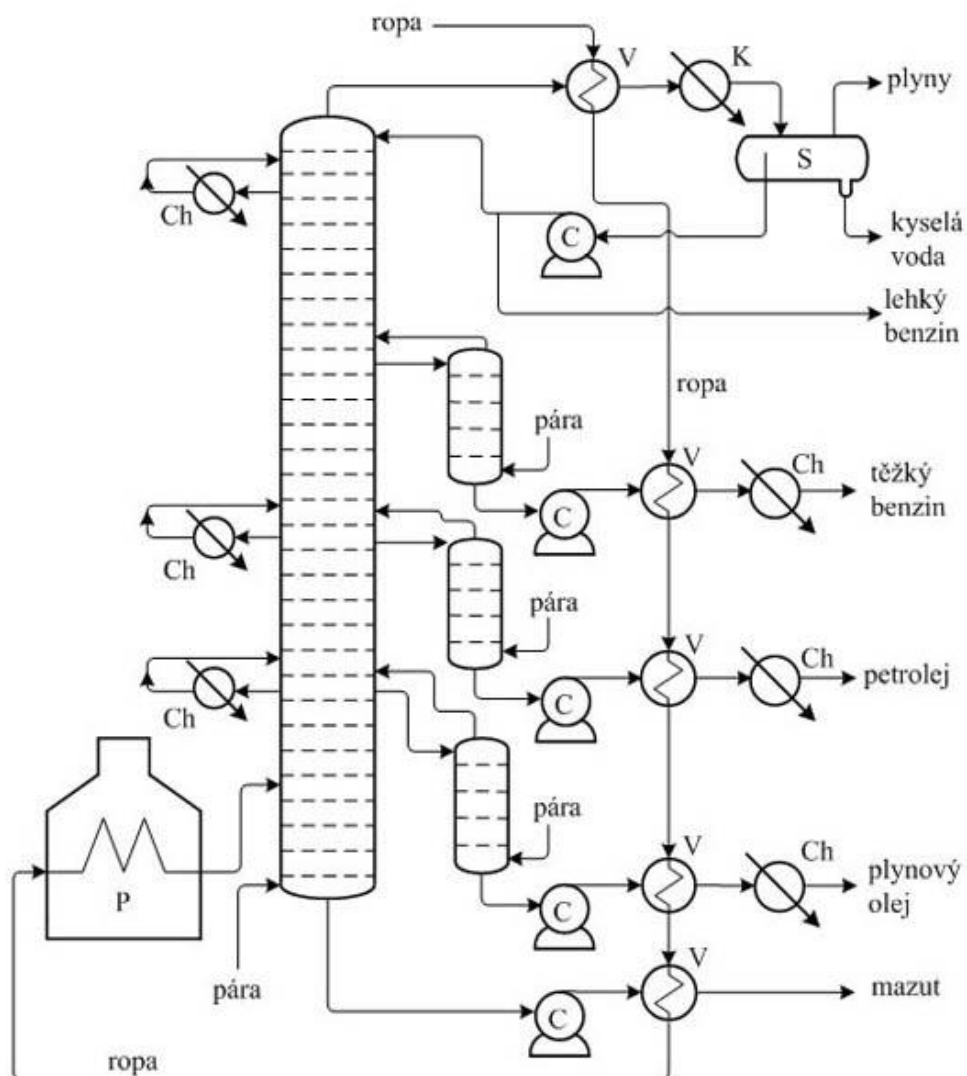 ropa
V
K
plyny
S
Ch
C
kyselá
voda
lehký
benzin
ropa
pára
V
Ch
těžký
benzin
C
Ch
pára
V
Ch
petrolej
C
Ch
pára
V
Ch
plynový
olej
P
C
V
pára
mazut
C
ropa